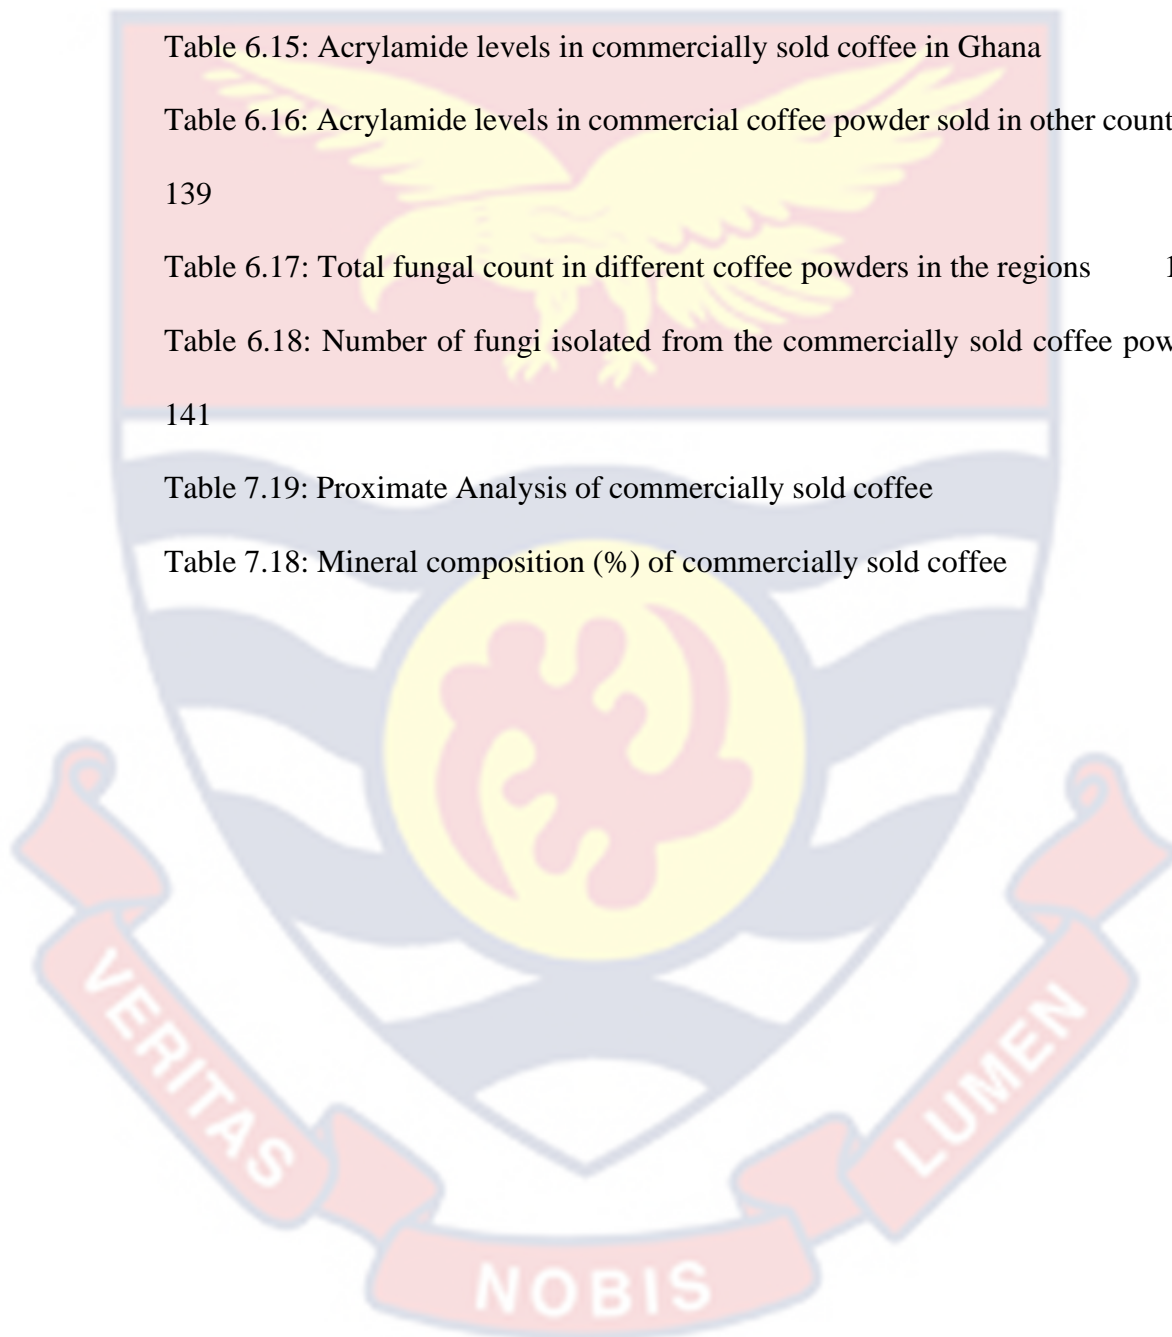 Table 6.15: Acrylamide levels in commercially sold coffee in Ghana
Table 6.16: Acrylamide levels in commercial coffee powder sold in other
139
Table 6.17: Total fungal count in different coffee powders in the regions
Table 6.18: Number of fungi isolated from the commercially sold coffee
141
Table 7.19: Proximate Analysis of commercially sold coffee
Table 7.18: Mineral composition (%) of commercially sold coffee
VERITAS
NOBIS
LUMEN